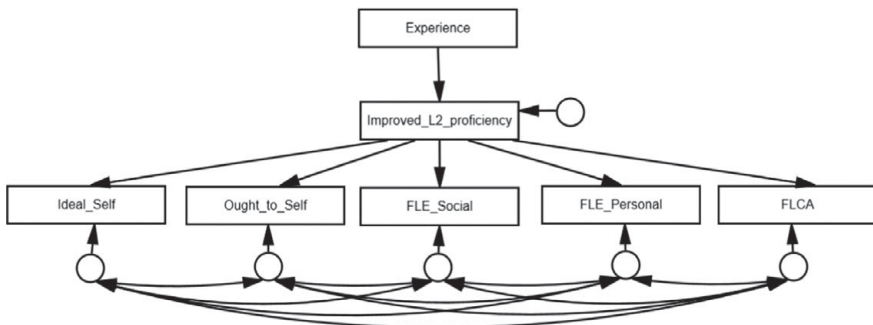 Experience
Improved_L2_proficiency
Ideal_Self
Ought_to_Self
FLE_Social
FLE_Personal
FLCA